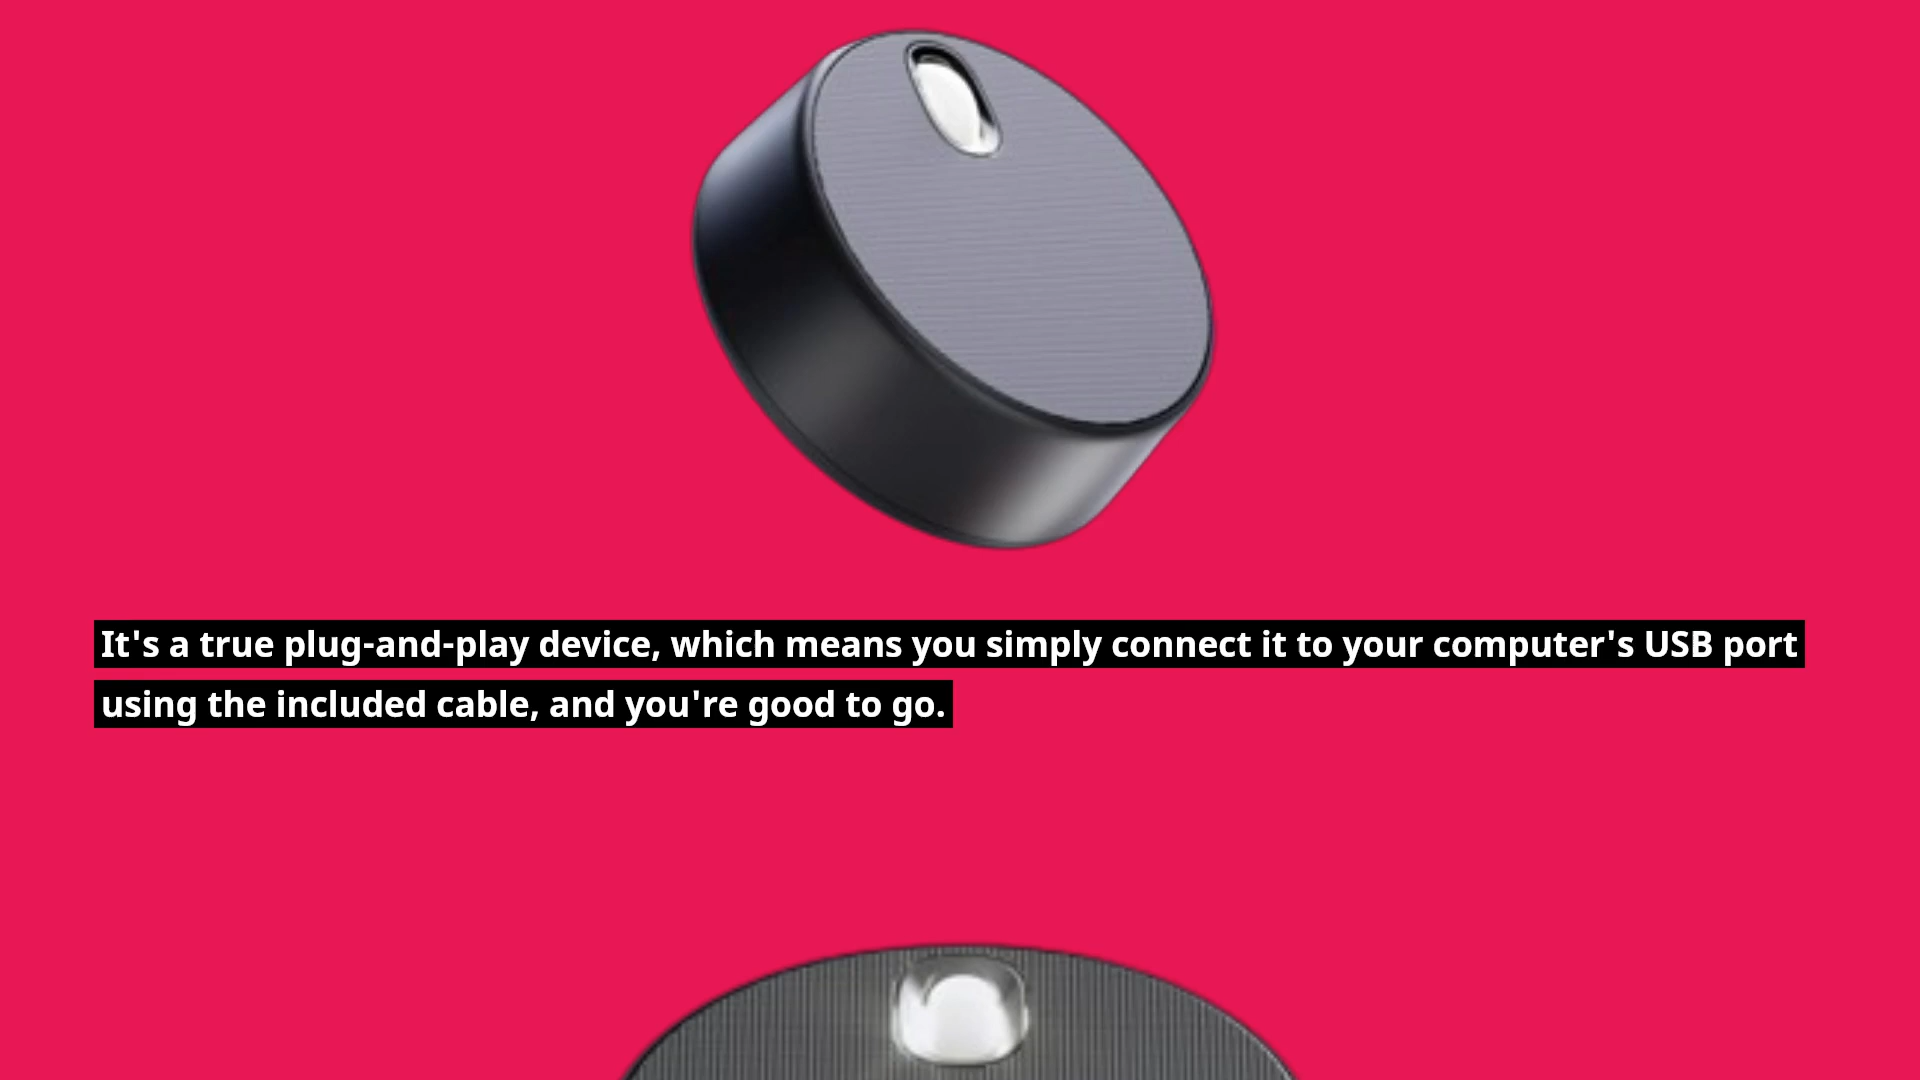 It's a true plug-and-play device, which means you simply connect it to your computer's USB port
using the included cable, and you're good to go.